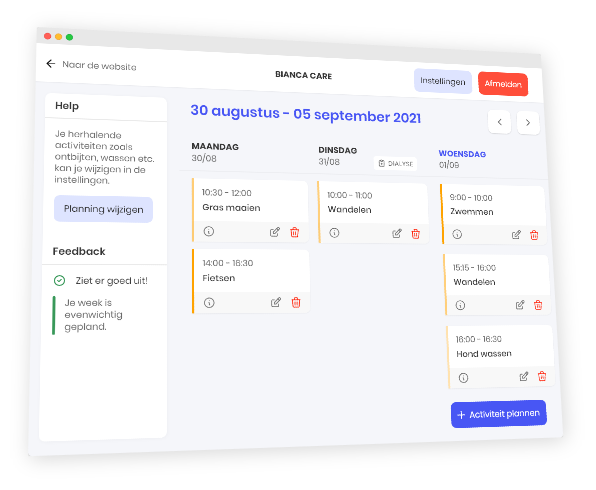 Naar de website
BIANCA CARE
Instellingen
Afmelden
Help
Je herhalende
activiteiten zoals
ontbijten, wassen etc.
kan je wijzigen in de
instellingen.
Planning wijzigen
Feedback
Ziet er goed uit!
Je week is
evenwichtig
gepland.
30 augustus - 05 september 2021
MAANDAG
30/08
10:30 - 12:00
Gras maaien
14:00 - 16:30
Fietsen
DINSDAG
31/08
DIALYSE
10:00 - 11:00
Wandelen
WOENSDAG
01/09
9:00 - 10:00
Zwemmen
15:15 - 16:00
Wandelen
16:00 - 16:30
Hond wassen
+ Activiteit plannen